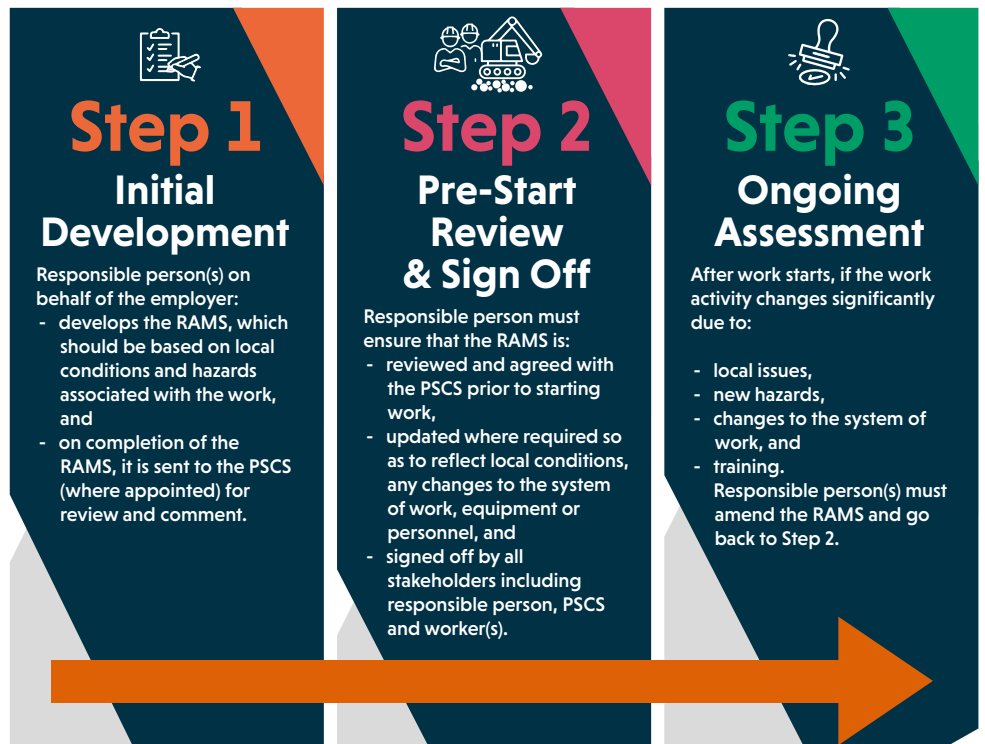 Step 1
Initial
Development
Responsible person(s) on
behalf of the employer:
- develops the RAMS, which
should be based on local
conditions and hazards
associated with the work,
and
- on completion of the
RAMS, it is sent to the PSCS
(where appointed) for
review and comment.
Step 2
Pre-Start
Review
& Sign Off
Responsible person must
ensure that the RAMS is:
- reviewed and agreed with
the PSCS prior to starting
work,
- updated where required so
as to reflect local conditions,
any changes to the system
of work, equipment or
personnel, and
- signed off by all
stakeholders including
responsible person, PSCS
and worker(s).
Step 3
Ongoing
Assessment
After work starts, if the work
activity changes significantly
due to:
- local issues,
- new hazards,
- changes to the system of
work, and
- training.
Responsible person(s) must
amend the RAMS and go
back to Step 2.